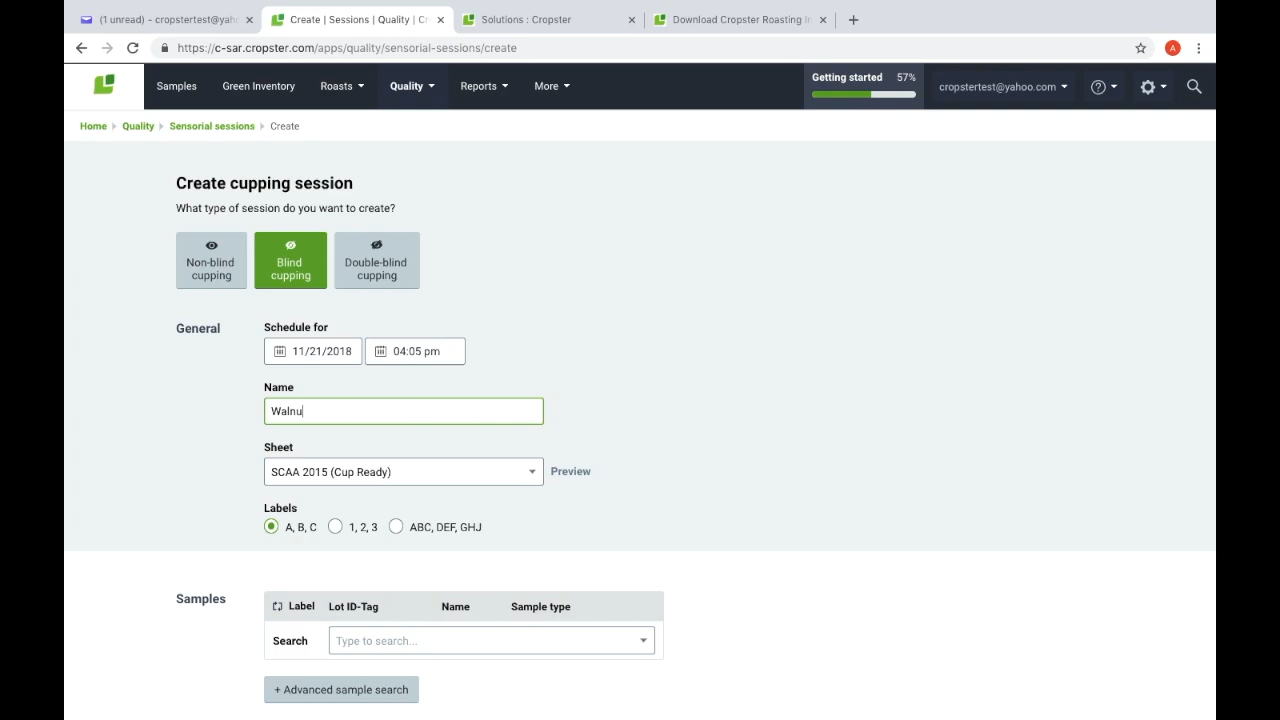 (1 unread) - cropstertest@yah
Create | Sessions | Quality | Cr
Solutions : Cropster
Download Cropster Roasting In
https://c-sar.cropster.com/apps/quality/sensorial-sessions/create
A
Samples
Green Inventory
Roasts
Quality
Reports
More
Getting started 57%
cropstertest@yahoo.com
Home
Quality
Sensorial sessions
Create
Create cupping session
What type of session do you want to create?
Non-blind
cupping
Blind
cupping
Double-blind
cupping
General
Schedule for
11/21/2018
04:05 pm
Name
Walnu
Sheet
SCAA 2015 (Cup Ready)
Preview
Labels
A, B, C
1, 2, 3
ABC, DEF, GHJ
Samples
Label
Lot ID-Tag
Name
Sample type
Search
Type to search...
+ Advanced sample search